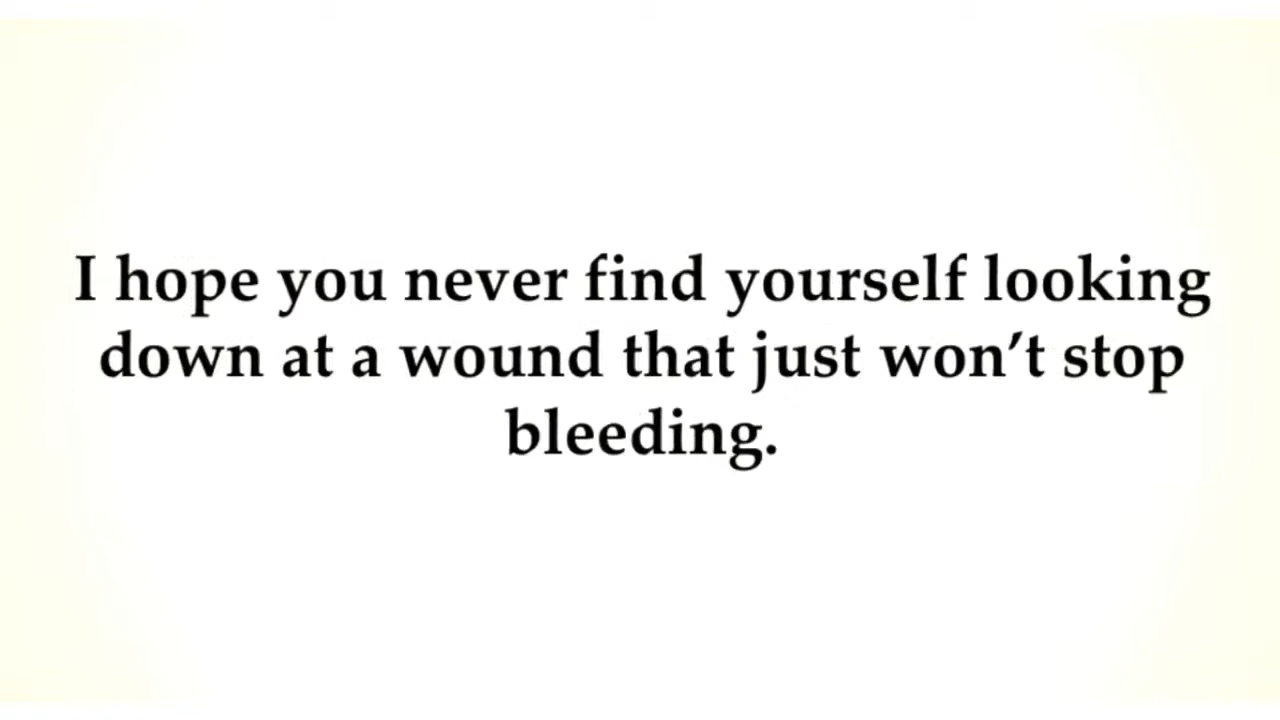 I hope you never find yourself looking
down at a wound that just won’t stop
bleeding.